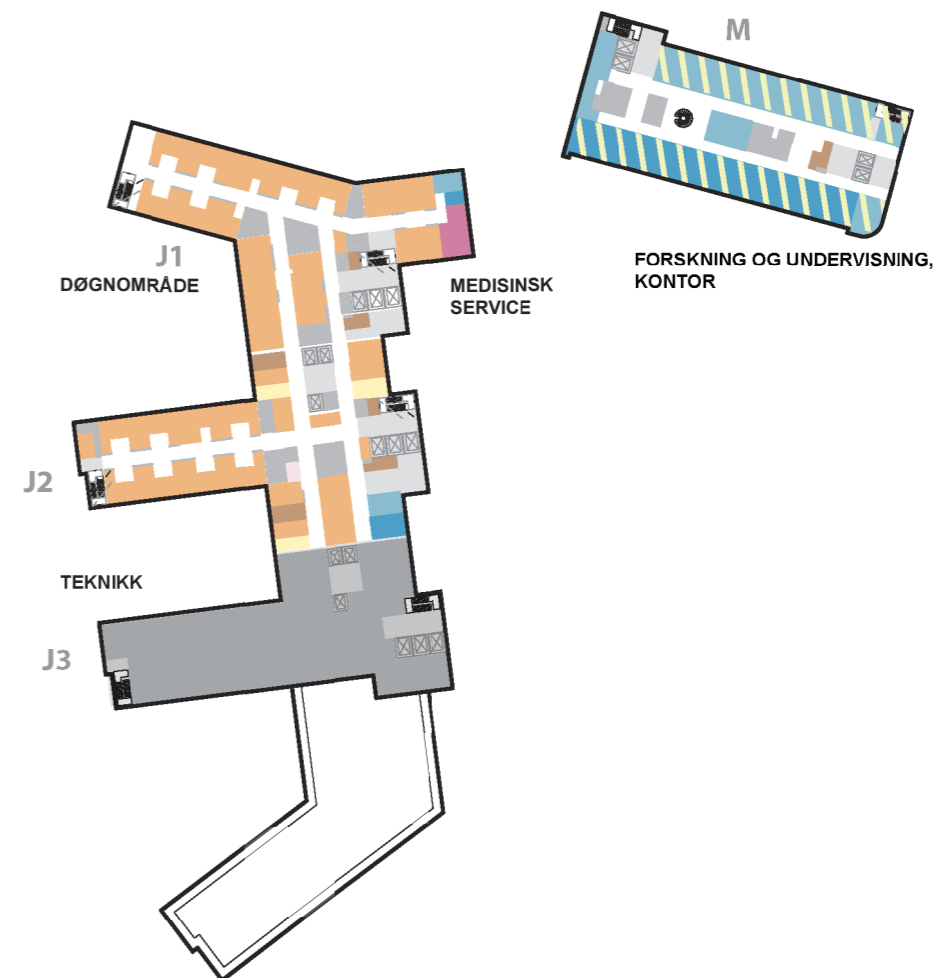 M
J1
DØGNOMRÅDE
MEDISINSK
SERVICE
FORSKNING OG UNDERVISNING,
KONTOR
J2
TEKNIKK
J3